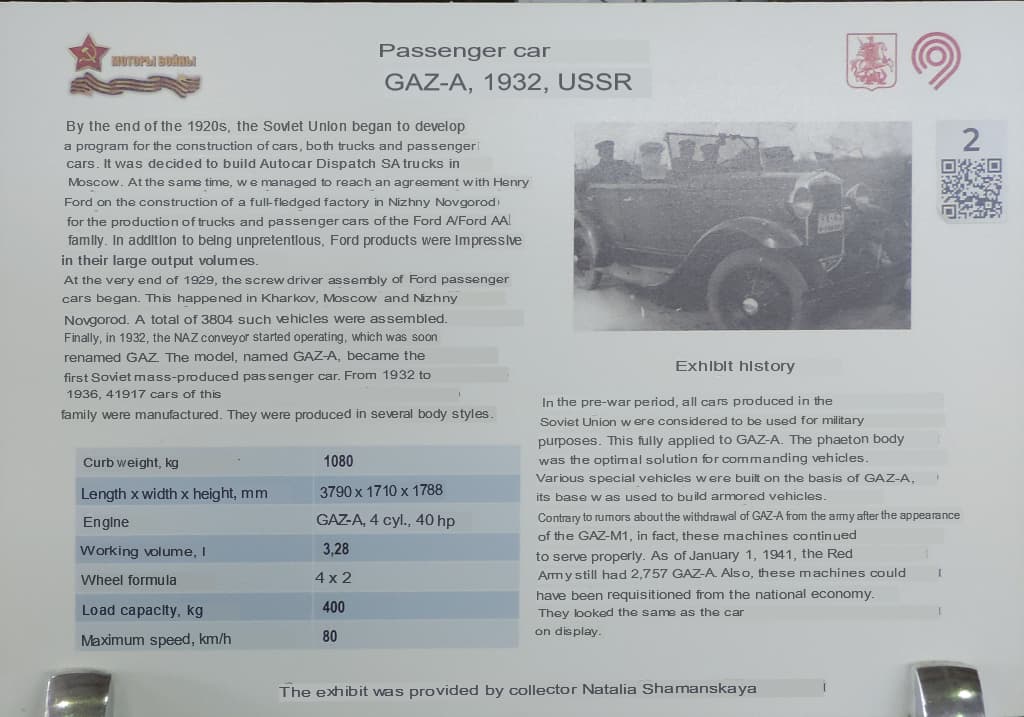 МОТОРЫ ВОЙНЫ
Passenger car
GAZ-A, 1932, USSR
By the end of the 1920s, the Soviet Union began to develop
a program for the construction of cars, both trucks and passenger
cars. It was decided to build Autocar Dispatch SA trucks in
Moscow. At the same time, we managed to reach an agreement with Henry
Ford on the construction of a full-fledged factory in Nizhny Novgorod
for the production of trucks and passenger cars of the Ford A/Ford AA
family. In addition to being unpretentious, Ford products were impressive
in their large output volumes.
At the very end of 1929, the screwdriver assembly of Ford passenger
cars began. This happened in Kharkov, Moscow and Nizhny
Novgorod. A total of 3804 such vehicles were assembled.
Finally, in 1932, the NAZ conveyor started operating, which was soon
renamed GAZ. The model, named GAZ-A, became the
first Soviet mass-produced passenger car. From 1932 to
1936, 41917 cars of this
family were manufactured. They were produced in several body styles.
Curb weight, kg 1080
Length x width x height, mm 3790 x 1710 x 1788
Engine GAZ-A, 4 cyl., 40 hp
Working volume, l 3,28
Wheel formula 4 x 2
Load capacity, kg 400
Maximum speed, km/h 80
2
Exhibit history
In the pre-war period, all cars produced in the
Soviet Union were considered to be used for military
purposes. This fully applied to GAZ-A. The phaeton body
was the optimal solution for commanding vehicles.
Various special vehicles were built on the basis of GAZ-A,
its base was used to build armored vehicles.
Contrary to rumors about the withdrawal of GAZ-A from the army after the appearance
of the GAZ-M1, in fact, these machines continued
to serve properly. As of January 1, 1941, the Red
Army still had 2,757 GAZ-A. Also, these machines could
have been requisitioned from the national economy.
They looked the same as the car
on display.
The exhibit was provided by collector Natalia Shamanskaya